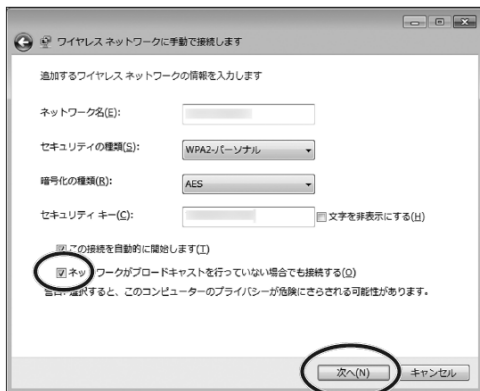 ワイヤレス ネットワークに手動で接続します
追加するワイヤレス ネットワークの情報を入力します
ネットワーク名(E):
セキュリティの種類(S):
WPA2-パーソナル
暗号化の種類(R):
AES
セキュリティ キー(C):
文字を非表示にする(H)
この接続を自動的に開始します(T)
ネットワークがブロードキャストを行っていない場合でも接続する(O)
選択すると、このコンピューターのプライバシーが危険にさらされる可能性があります。
次へ(N)
キャンセル